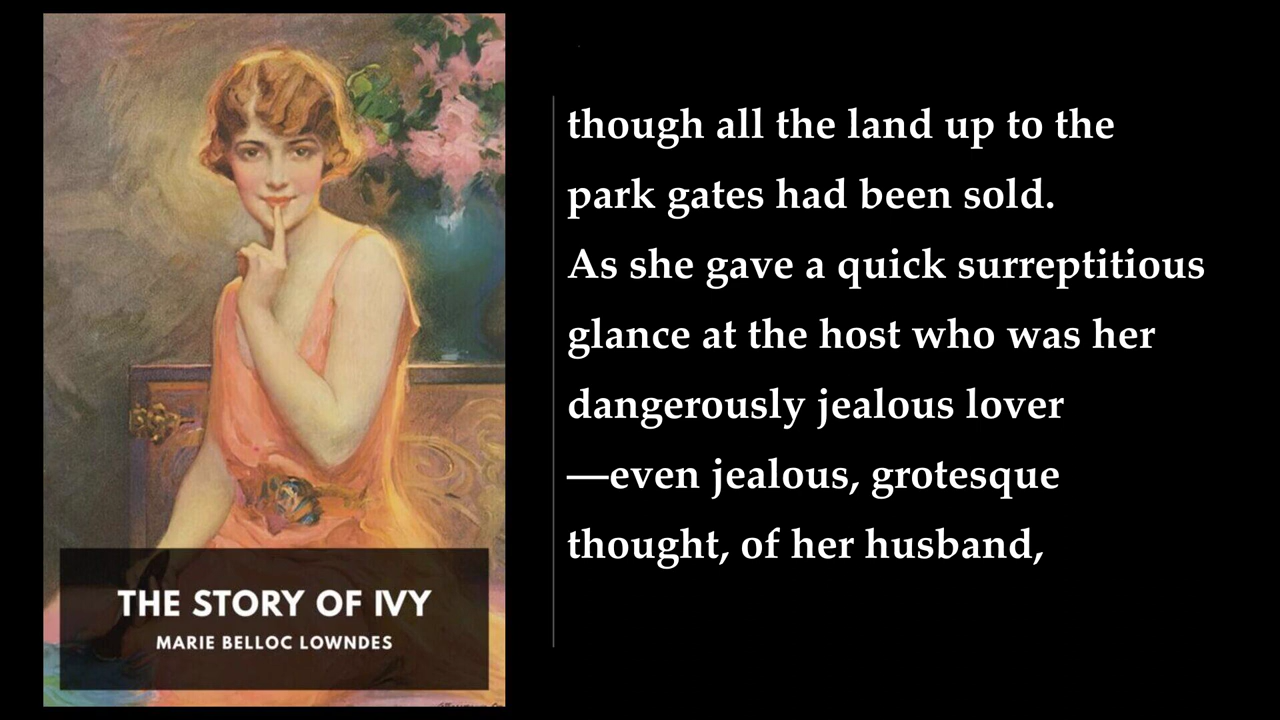 THE STORY OF IVY
MARIE BELLOC LOWNDES
though all the land up to the
park gates had been sold.
As she gave a quick surreptitious
glance at the host who was her
dangerously jealous lover
—even jealous, grotesque
thought, of her husband,